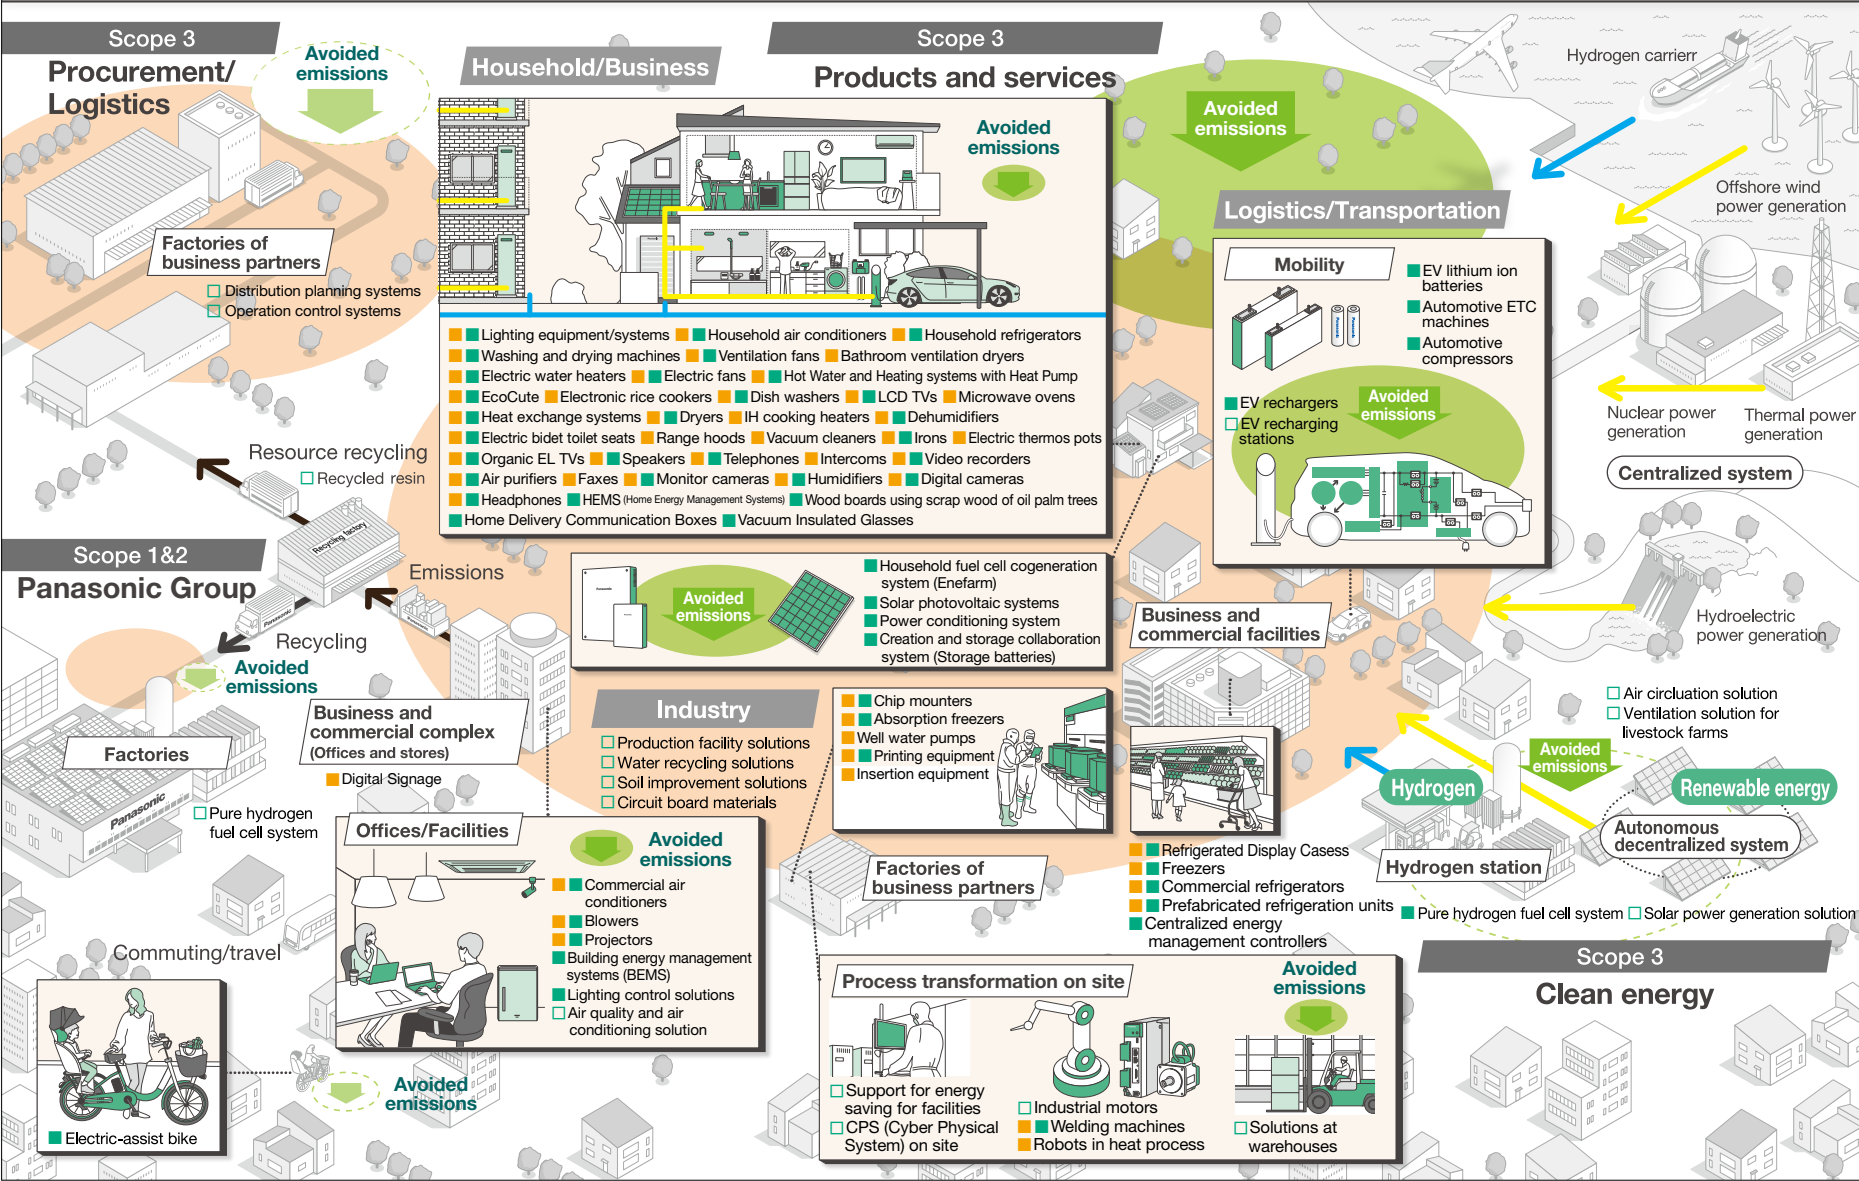 Scope 3
Procurement/
Logistics
Avoided
emissions
Factories of
business partners
Distribution planning systems
Operation control systems
Household/Business
Scope 3
Products and services
Avoided
emissions
Lighting equipment/systems Household air conditioners Household refrigerators
Washing and drying machines Ventilation fans Bathroom ventilation dryers
Electric water heaters Electric fans Hot Water and Heating systems with Heat Pump
EcoCute Electronic rice cookers Dish washers LCD TVs Microwave ovens
Heat exchange systems Dryers IH cooking heaters Dehumidifiers
Electric bidet toilet seats Range hoods Vacuum cleaners Irons Electric thermos pots
Organic EL TVs Speakers Telephones Intercoms Video recorders
Air purifiers Faxes Monitor cameras Humidifiers Digital cameras
Headphones HEMS (Home Energy Management Systems) Wood boards using scrap wood of oil palm trees
Home Delivery Communication Boxes Vacuum Insulated Glasses
Avoided
emissions
Household fuel cell cogeneration
system (Enefarm)
Solar photovoltaic systems
Power conditioning system
Creation and storage collaboration
system (Storage batteries)
Avoided
emissions
Logistics/Transportation
Mobility
EV lithium ion
batteries
Automotive ETC
machines
Automotive
compressors
Panasonic
Panasonic
EV rechargers
EV recharging
stations
Avoided
emissions
Hydrogen carrierr
Offshore wind
power generation
Nuclear power
generation
Thermal power
generation
Centralized system
Hydroelectric
power generation
Resource recycling
Recycled resin
Recycling factory
Emissions
Scope 1&2
Panasonic Group
Panasonic
Recycling
Avoided
emissions
Factories
Panasonic
Pure hydrogen
fuel cell system
Business and
commercial complex
(Offices and stores)
Digital Signage
Offices/Facilities
Avoided
emissions
Commercial air
conditioners
Blowers
Projectors
Building energy management
systems (BEMS)
Lighting control solutions
Air quality and air
conditioning solution
Industry
Production facility solutions
Water recycling solutions
Soil improvement solutions
Circuit board materials
Chip mounters
Absorption freezers
Well water pumps
Printing equipment
Insertion equipment
Factories of
business partners
Business and
commercial facilities
Refrigerated Display Casess
Freezers
Commercial refrigerators
Prefabricated refrigeration units
Centralized energy
management controllers
Air circluation solution
Ventilation solution for
livestock farms
Avoided
emissions
Hydrogen
Renewable energy
Autonomous
decentralized system
Hydrogen station
Pure hydrogen fuel cell system Solar power generation solution
Scope 3
Clean energy
Commuting/travel
Electric-assist bike
Avoided
emissions
Process transformation on site
Avoided
emissions
Support for energy
saving for facilities
CPS (Cyber Physical
System) on site
Industrial motors
Welding machines
Robots in heat process
Solutions at
warehouses